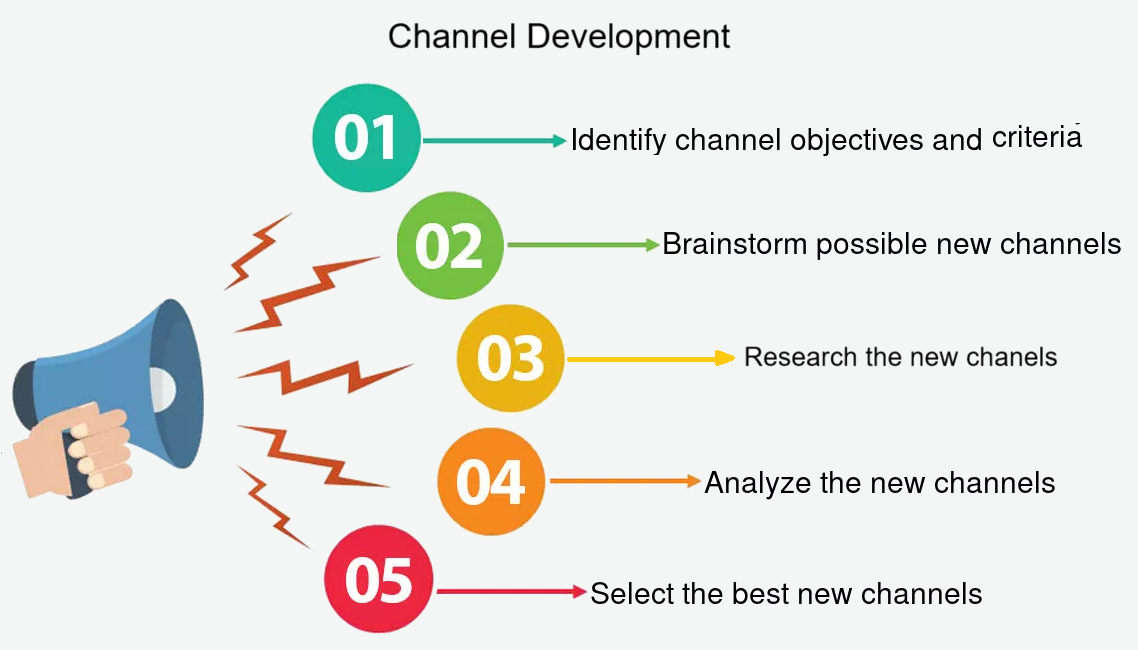 Channel Development
01 Identify channel objectives and criteria
02 Brainstorm possible new channels
03 Research the new chanels
04 Analyze the new channels
05 Select the best new channels